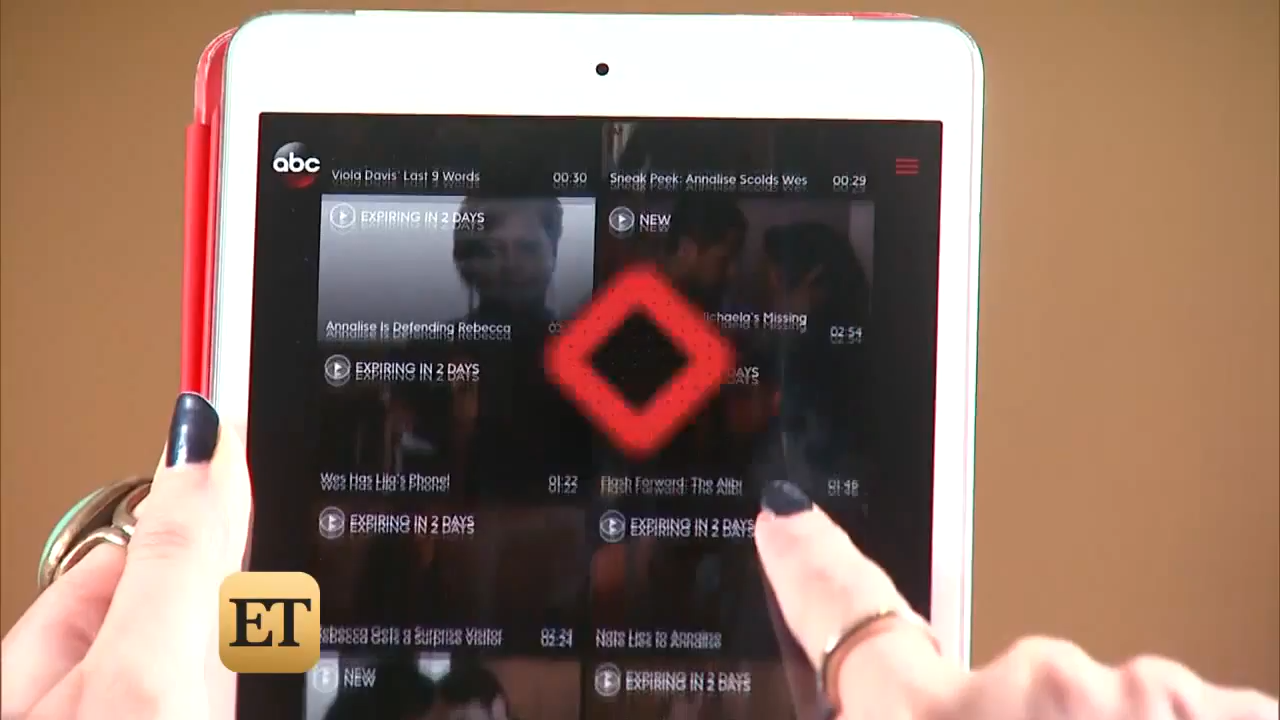 abc
Viola Davis' Last 9 Words 00:30
Sneak Peek: Annalise Scolds Wes 00:29
EXPIRING IN 2 DAYS
NEW
Annalise Is Defending Rebecca
Michaela's Missing 02:54
EXPIRING IN 2 DAYS
DAYS
Wes Has Lila's Phone! 01:22
Flash Forward: The Alibi 01:46
EXPIRING IN 2 DAYS
EXPIRING IN 2 DAYS
Rebecca Gets a Surprise Visitor 02:24
Nate Lies to Annalise
NEW
EXPIRING IN 2 DAYS
ET